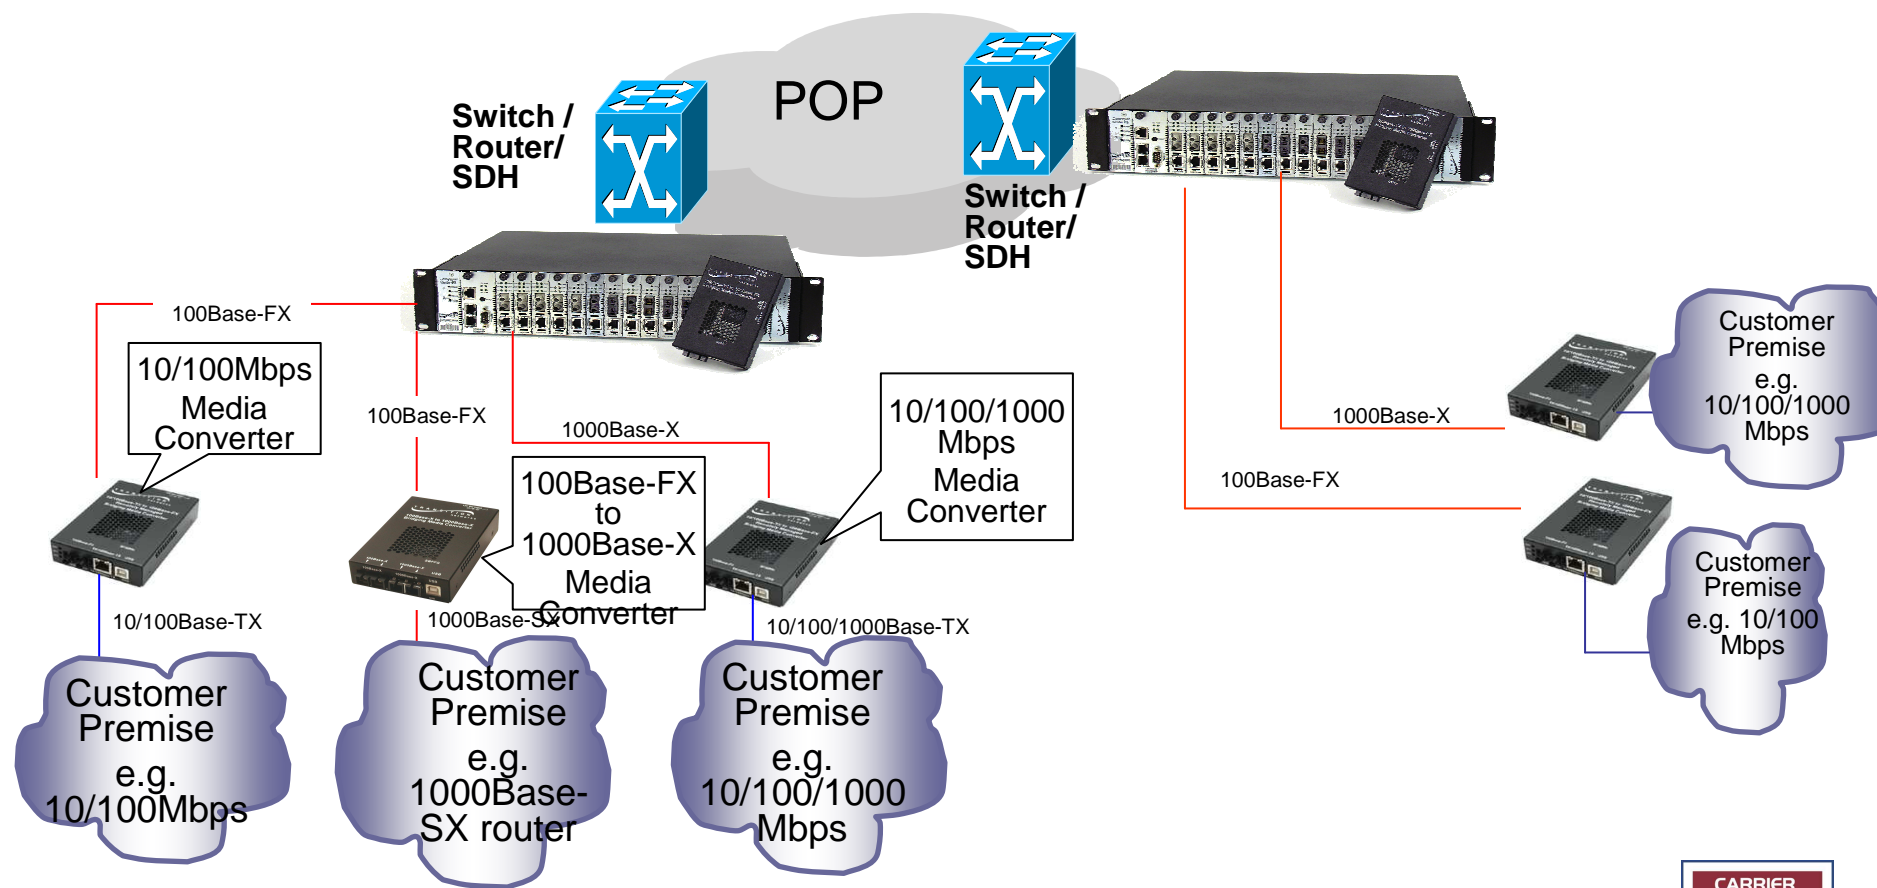 POP
Switch /
Router/
SDH
Switch /
Router/
SDH
100Base-FX
10/100Mbps
Media
Converter
100Base-FX
1000Base-X
10/100/1000
Mbps
Media
Converter
100Base-FX
to
1000Base-X
Media
Converter
10/100Base-TX
1000Base-SX
10/100/1000Base-TX
Customer
Premise
e.g.
10/100Mbps
Customer
Premise
e.g.
1000Base-
SX router
Customer
Premise
e.g.
10/100/1000
Mbps
1000Base-X
100Base-FX
Customer
Premise
e.g.
10/100/1000
Mbps
Customer
Premise
e.g. 10/100
Mbps
CARRIER